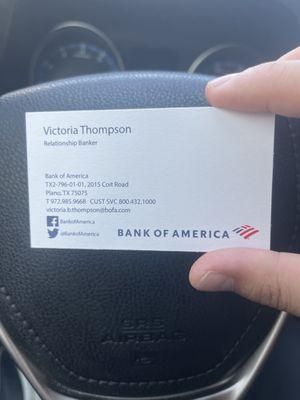 Victoria Thompson
Relationship Banker
Bank of America
TX2-796-01-01, 2015 Coit Road
Plano, TX 75075
T 972.985.9668 CUST SVC 800.432.1000
victoria.b.thompson@bofa.com
BankofAmerica
@BankofAmerica
BANK OF AMERICA
SRS
AIRBAG